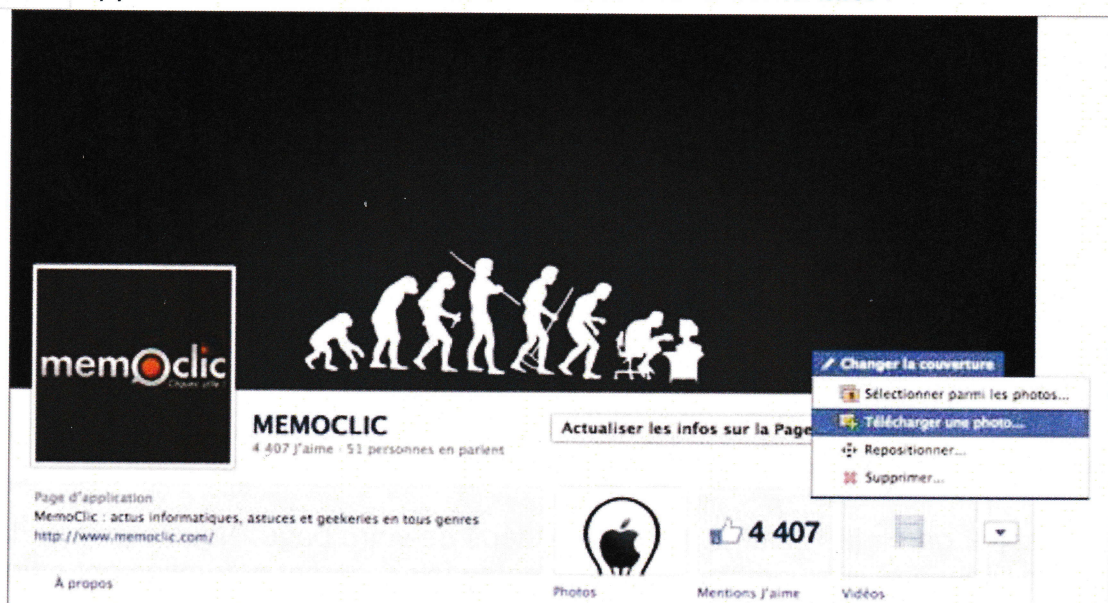 memoclic
Cliquez utile !
Changer la couverture
Sélectionner parmi les photos...
Télécharger une photo...
Repositionner...
Supprimer...
MEMOCLIC
4 407 J'aime · 51 personnes en parlent
Actualiser les infos sur la Page
Page d'application
MemoClic : actus informatiques, astuces et geekeries en tous genres
http://www.memoclic.com/
À propos
Photos
4 407
Mentions J'aime
Vidéos